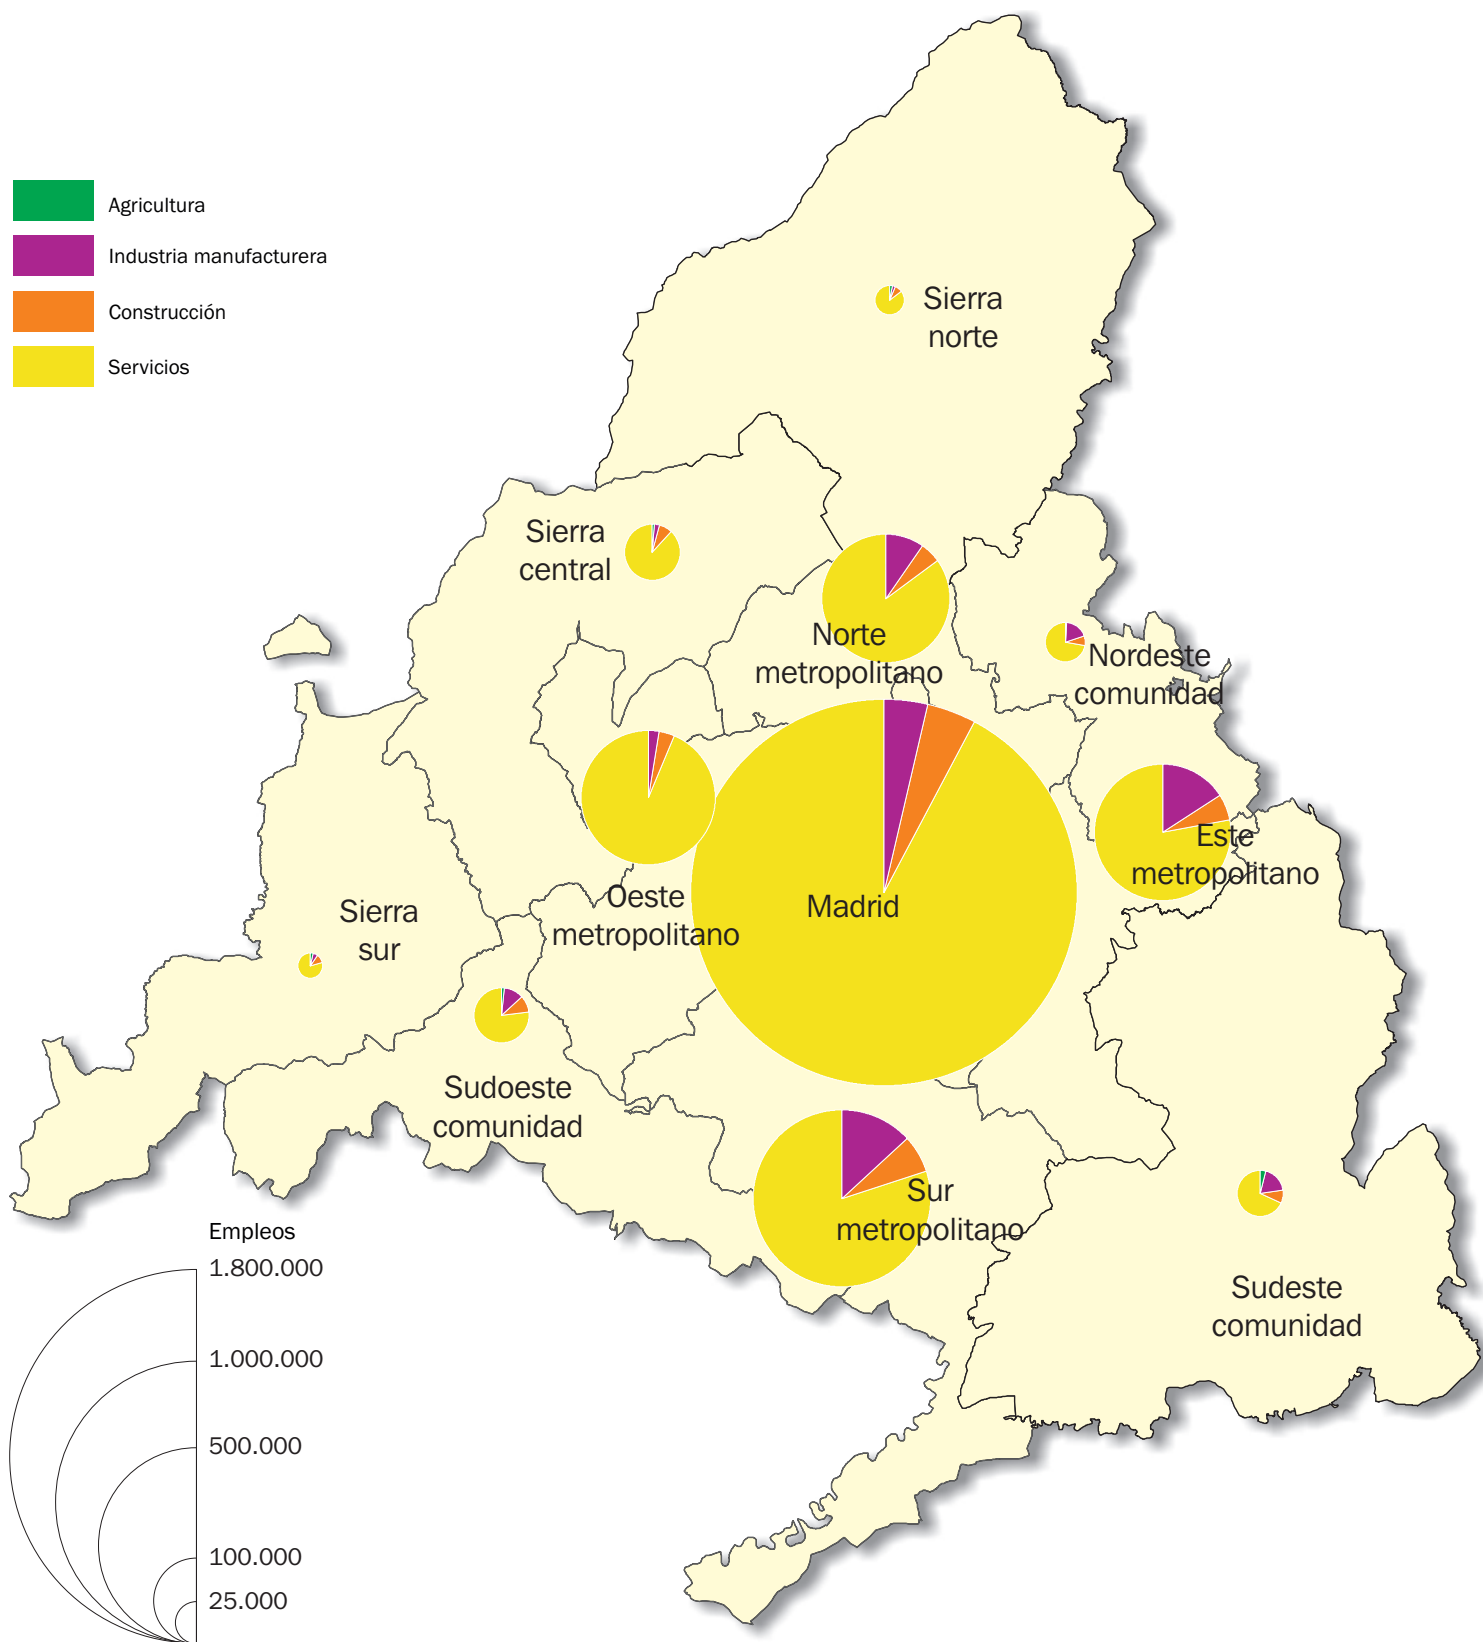 Agricultura
Industria manufacturera
Construcción
Servicios
Sierra
norte
Sierra
central
Norte
metropolitano
Nordeste
comunidad
Este
metropolitano
Oeste
metropolitano
Madrid
Sierra
sur
Sudoeste
comunidad
Sur
metropolitano
Sudeste
comunidad
Empleos
1.800.000
1.000.000
500.000
100.000
25.000